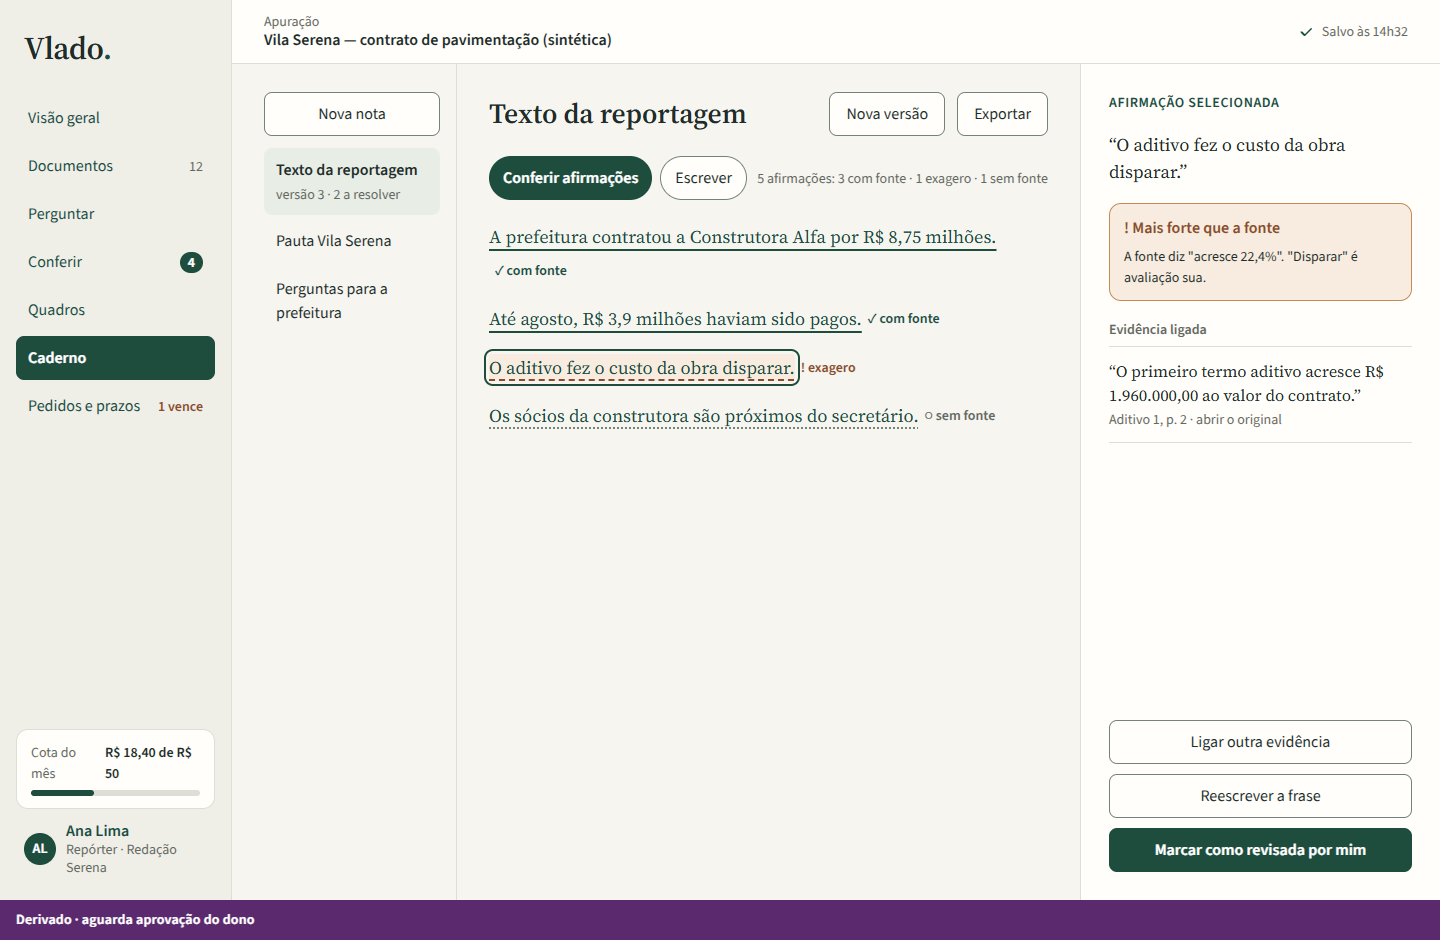 Vlado.
Visão geral
Documentos 12
Perguntar
Conferir 4
Quadros
Caderno
Pedidos e prazos 1 vence
Cota do mês
R$ 18,40 de R$ 50
AL
Ana Lima
Repórter · Redação
Serena
Apuração
Vila Serena — contrato de pavimentação (sintética)
✓ Salvo às 14h32
Nova nota
Texto da reportagem
versão 3 · 2 a resolver
Pauta Vila Serena
Perguntas para a
prefeitura
Texto da reportagem
Nova versão
Exportar
Conferir afirmações
Escrever
5 afirmações: 3 com fonte · 1 exagero · 1 sem fonte
A prefeitura contratou a Construtora Alfa por R$ 8,75 milhões.
✓ com fonte
Até agosto, R$ 3,9 milhões haviam sido pagos. ✓ com fonte
O aditivo fez o custo da obra disparar. ! exagero
Os sócios da construtora são próximos do secretário. ○ sem fonte
AFIRMAÇÃO SELECIONADA
“O aditivo fez o custo da obra
disparar.”
! Mais forte que a fonte
A fonte diz "acresce 22,4%". "Disparar" é
avaliação sua.
Evidência ligada
“O primeiro termo aditivo acresce R$
1.960.000,00 ao valor do contrato.”
Aditivo 1, p. 2 · abrir o original
Ligar outra evidência
Reescrever a frase
Marcar como revisada por mim
Derivado · aguarda aprovação do dono